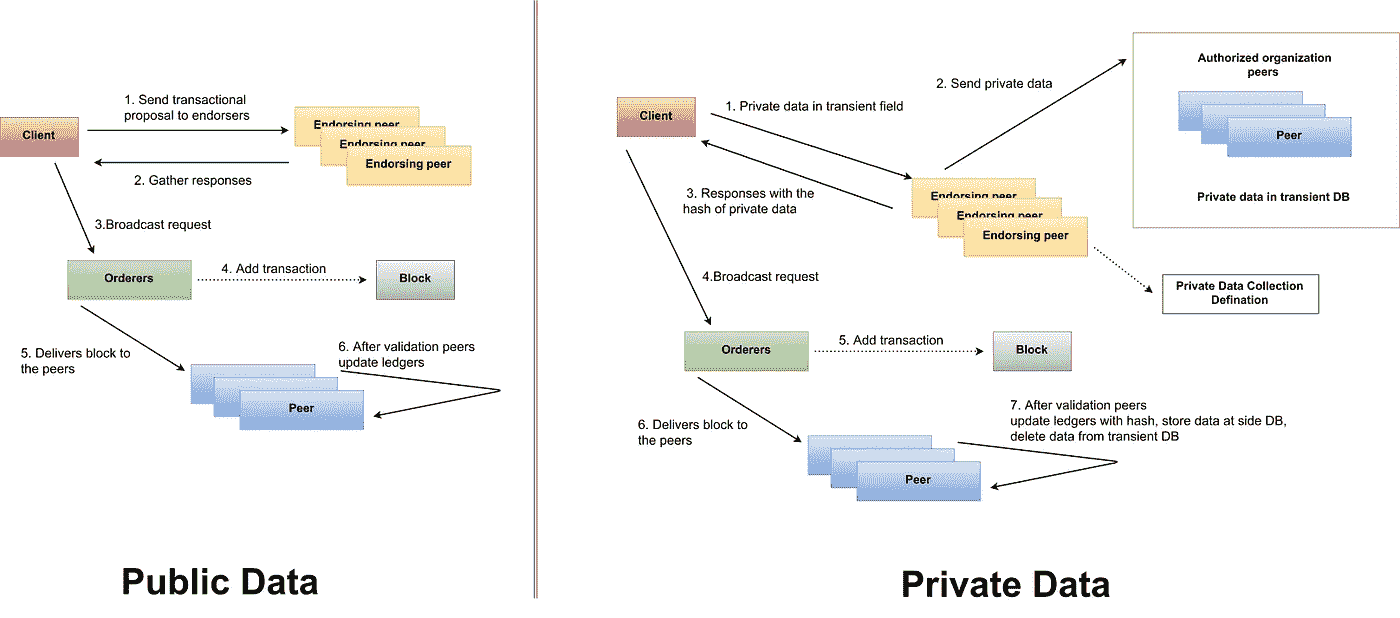 1. Send transactional
proposal to endorsers
Client
Endorsing peer
Endorsing peer
Endorsing peer
2. Gather responses
3.Broadcast request
Orderers
4. Add transaction
Block
5. Delivers block to
the peers
6. After validation peers
update ledgers
Peer
Public Data
Client
1. Private data in transient field
2. Send private data
Authorized organization
peers
Peer
Private data in transient DB
3. Responses with the
hash of private data
Endorsing peer
Endorsing peer
Endorsing peer
Private Data Collection
Defination
4.Broadcast request
Orderers
5. Add transaction
Block
6. Delivers block to
the peers
7. After validation peers
update ledgers with hash, store data at side DB,
delete data from transient DB
Peer
Private Data